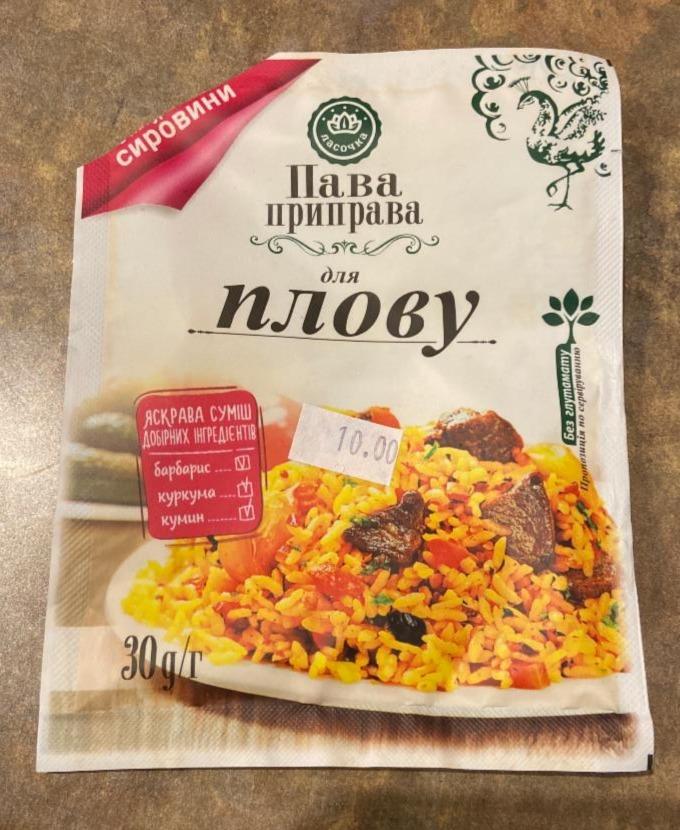 сировини
ласочка
Пава
приправа
для
плову
Без глутамату
Пропозиція по сервіруванню
ЯСКРАВА СУМІШ
ДОБІРНИХ ІНГРЕДІЄНТІВ
барбарис
куркума
кумин
10.00
30 g/г